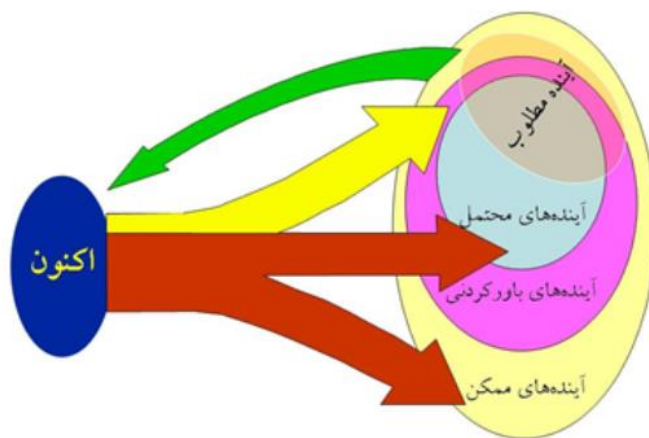 آینده مطلوب
آینده‌های محتمل
اکنون
آینده‌های باورکردنی
آینده‌های ممکن